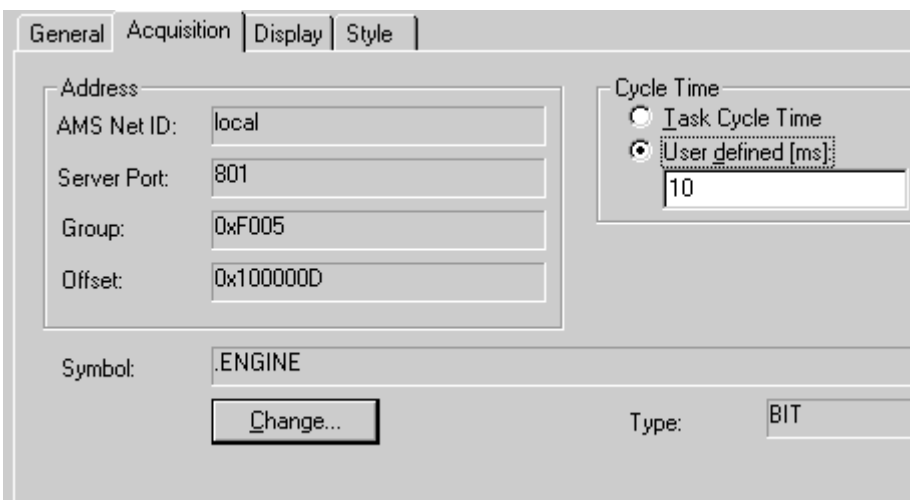 General Acquisition Display Style
Address
AMS Net ID: local
Server Port: 801
Group: 0xF005
Offset: 0x100000D
Cycle Time
Task Cycle Time
User defined [ms]:
10
Symbol: .ENGINE
Change... Type: BIT